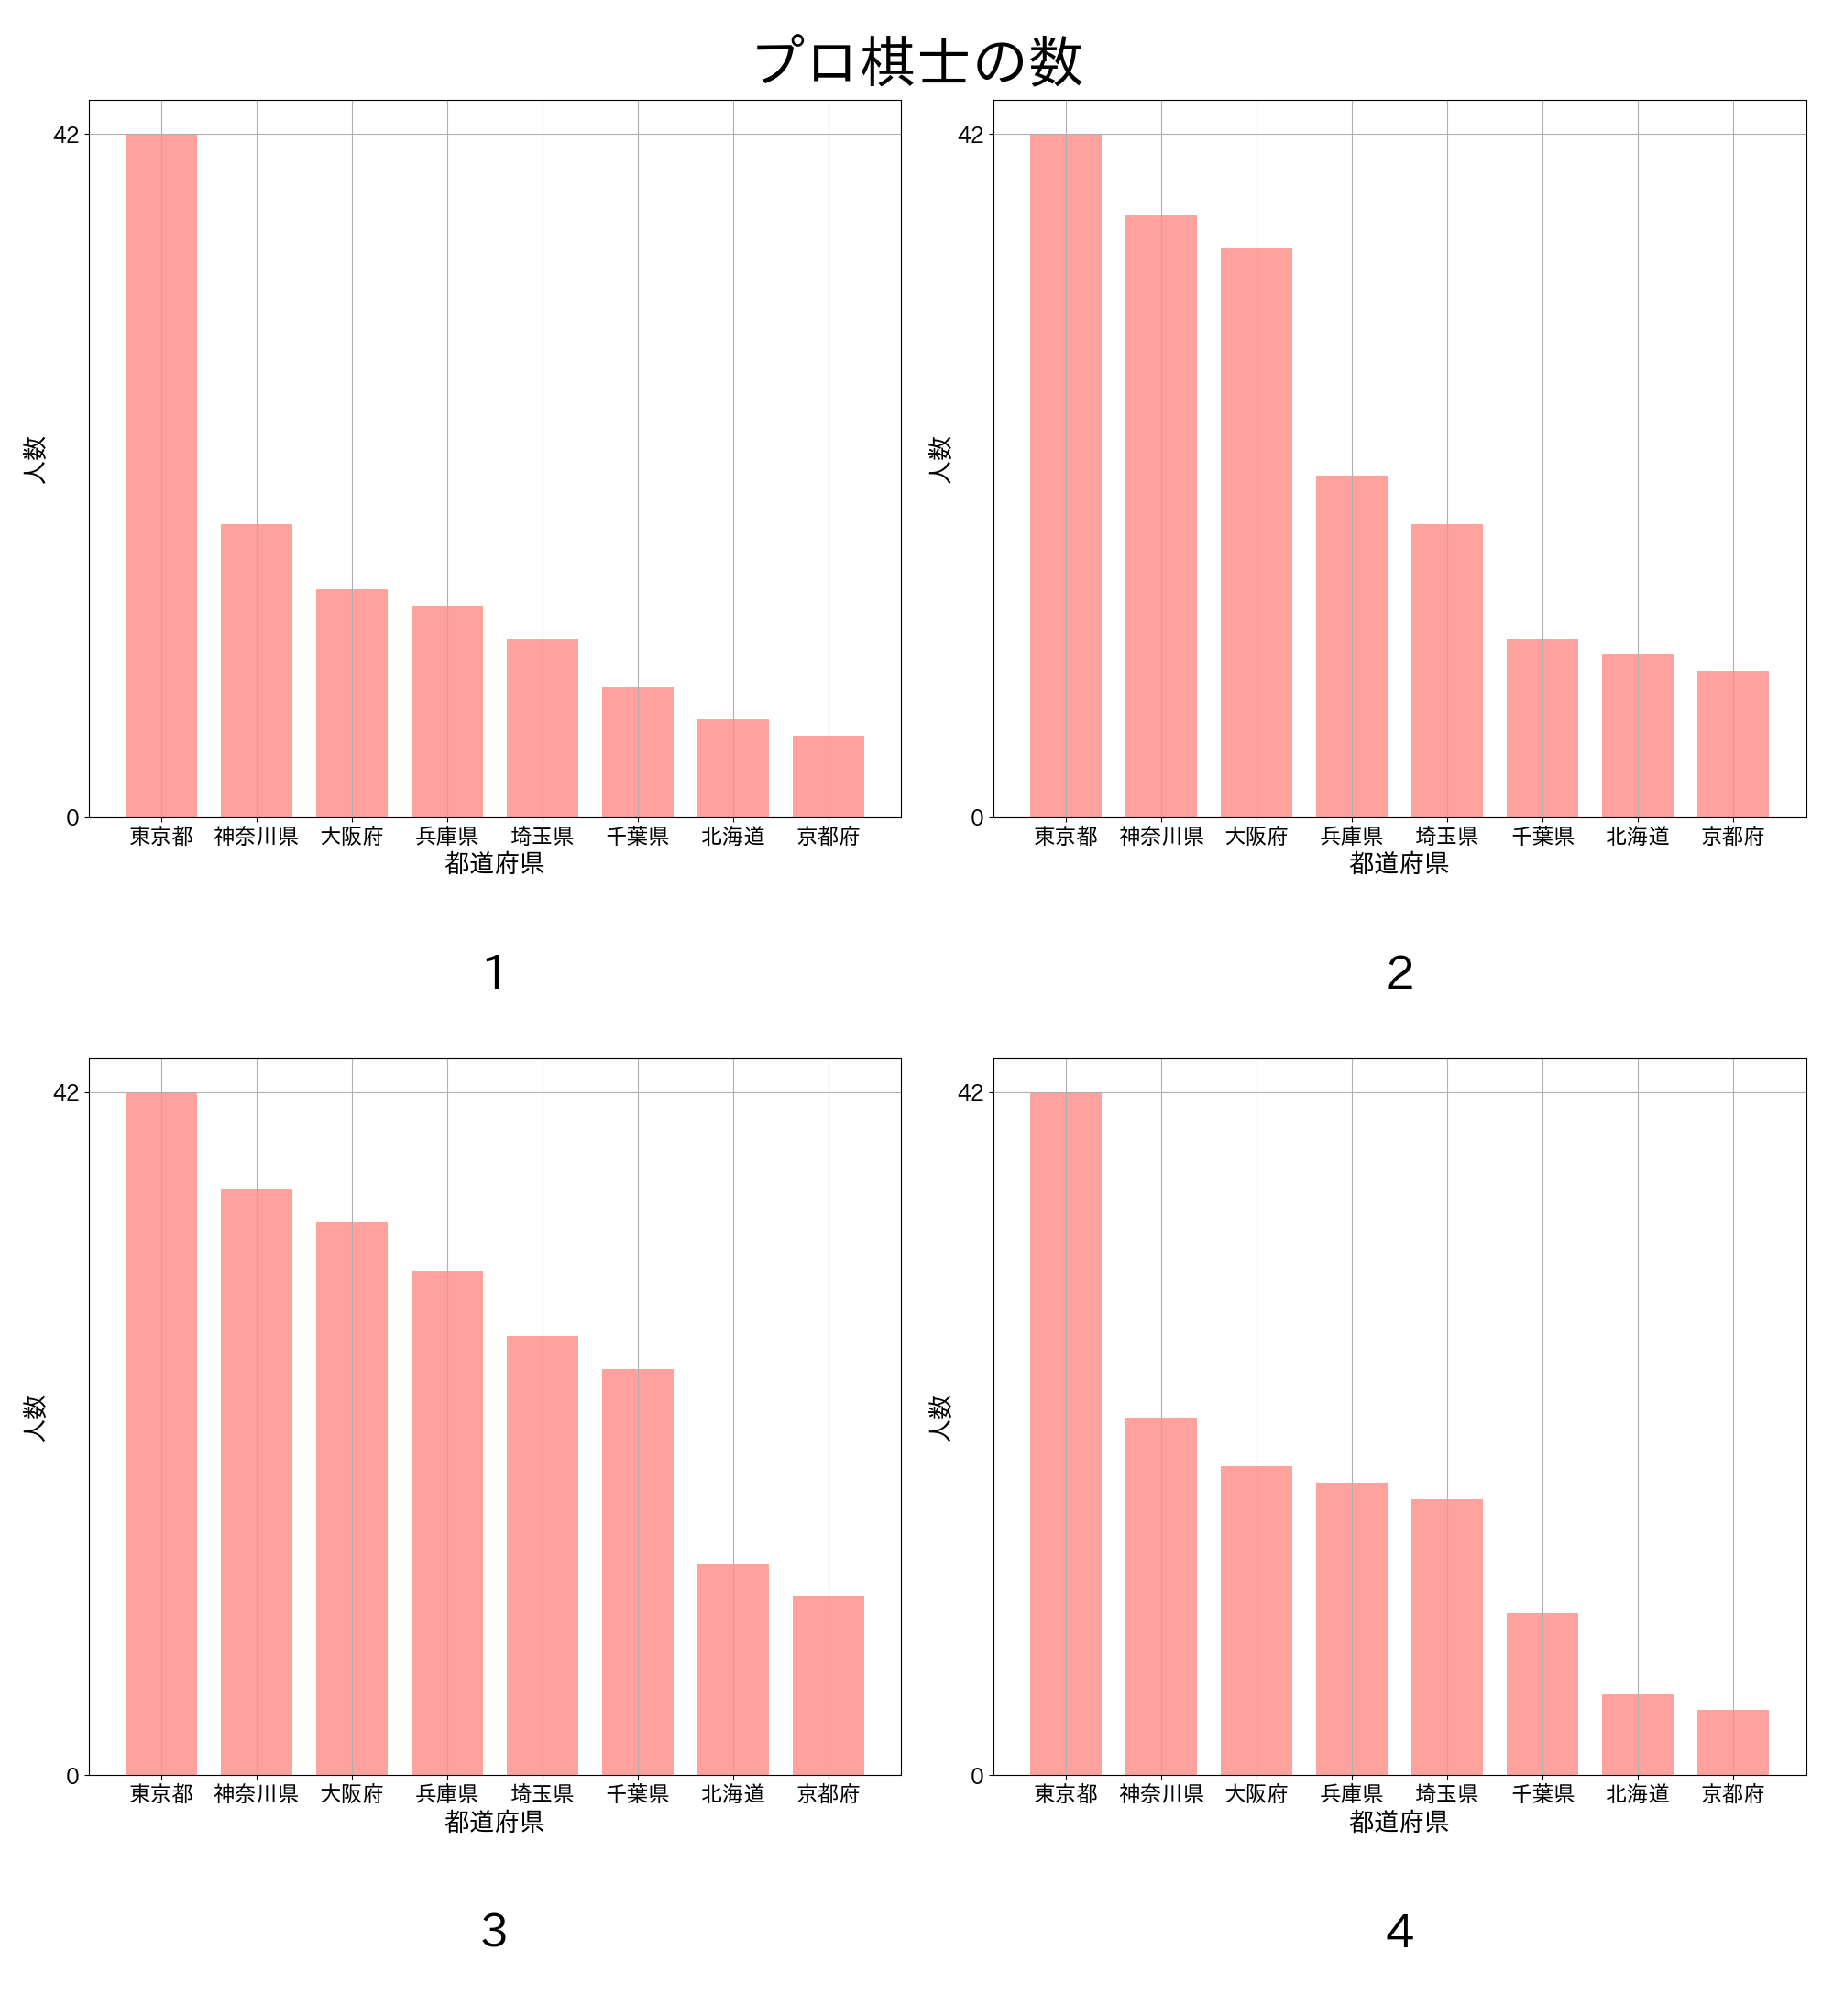 プロ棋士の数
42
0
人数
東京都 神奈川県 大阪府 兵庫県 埼玉県 千葉県 北海道 京都府
都道府県
1
42
0
人数
東京都 神奈川県 大阪府 兵庫県 埼玉県 千葉県 北海道 京都府
都道府県
2
42
0
人数
東京都 神奈川県 大阪府 兵庫県 埼玉県 千葉県 北海道 京都府
都道府県
3
42
0
人数
東京都 神奈川県 大阪府 兵庫県 埼玉県 千葉県 北海道 京都府
都道府県
4